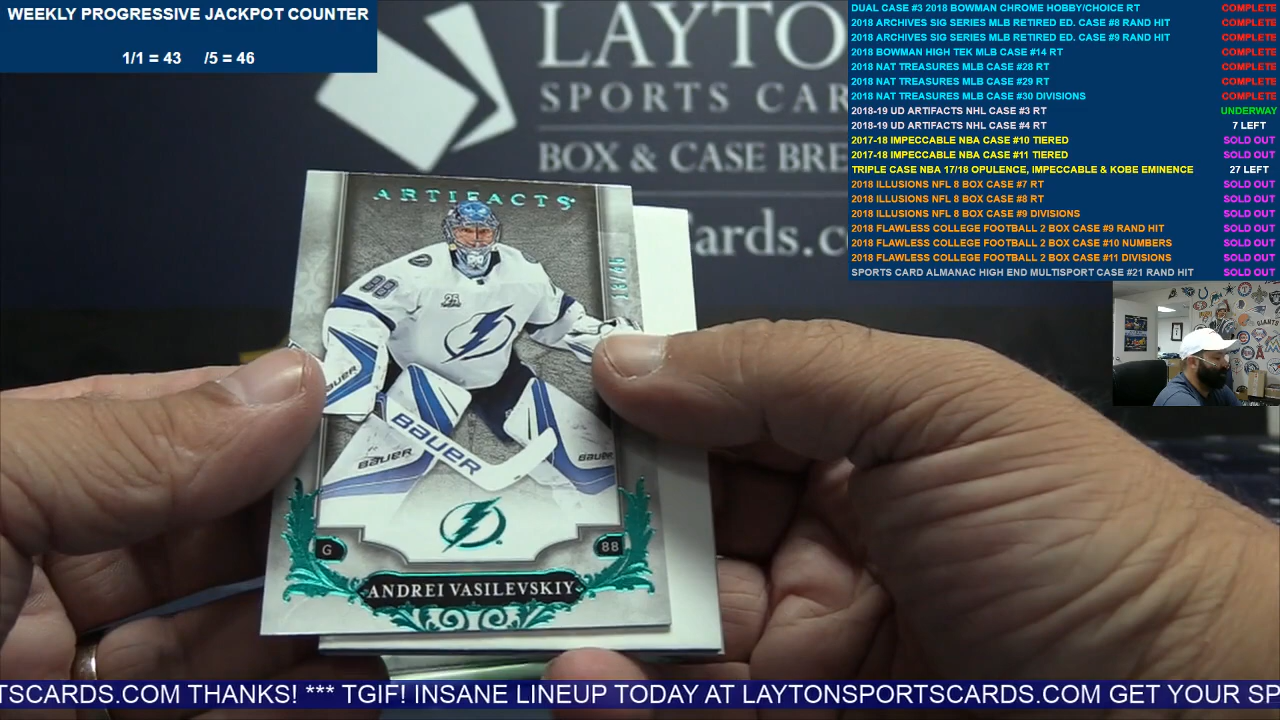 WEEKLY PROGRESSIVE JACKPOT COUNTER
1/1 = 43 /5 = 46
LAYTON
SPORTS CAR
BOX & CASE BRE
ards.c
DUAL CASE #3 2018 BOWMAN CHROME HOBBY/CHOICE RT COMPLETE
2018 ARCHIVES SIG SERIES MLB RETIRED ED. CASE #8 RAND HIT COMPLETE
2018 ARCHIVES SIG SERIES MLB RETIRED ED. CASE #9 RAND HIT COMPLETE
2018 BOWMAN HIGH TEK MLB CASE #14 RT COMPLETE
2018 NAT TREASURES MLB CASE #28 RT COMPLETE
2018 NAT TREASURES MLB CASE #29 RT COMPLETE
2018 NAT TREASURES MLB CASE #30 DIVISIONS COMPLETE
2018-19 UD ARTIFACTS NHL CASE #3 RT UNDERWAY
2018-19 UD ARTIFACTS NHL CASE #4 RT 7 LEFT
2017-18 IMPECCABLE NBA CASE #10 TIERED SOLD OUT
2017-18 IMPECCABLE NBA CASE #11 TIERED SOLD OUT
TRIPLE CASE NBA 17/18 OPULENCE, IMPECCABLE & KOBE EMINENCE 27 LEFT
2018 ILLUSIONS NFL 8 BOX CASE #7 RT SOLD OUT
2018 ILLUSIONS NFL 8 BOX CASE #8 RT SOLD OUT
2018 ILLUSIONS NFL 8 BOX CASE #9 DIVISIONS SOLD OUT
2018 FLAWLESS COLLEGE FOOTBALL 2 BOX CASE #9 RAND HIT SOLD OUT
2018 FLAWLESS COLLEGE FOOTBALL 2 BOX CASE #10 NUMBERS SOLD OUT
2018 FLAWLESS COLLEGE FOOTBALL 2 BOX CASE #11 DIVISIONS SOLD OUT
SPORTS CARD ALMANAC HIGH END MULTISPORT CASE #21 RAND HIT SOLD OUT
ARTIFACTS
88
25
BAUER
BAUER
BAUER
BAUER
G
88
ANDREI VASILEVSKIY
TSCARDS.COM THANKS! *** TGIF! INSANE LINEUP TODAY AT LAYTONSPORTSCARDS.COM GET YOUR SP